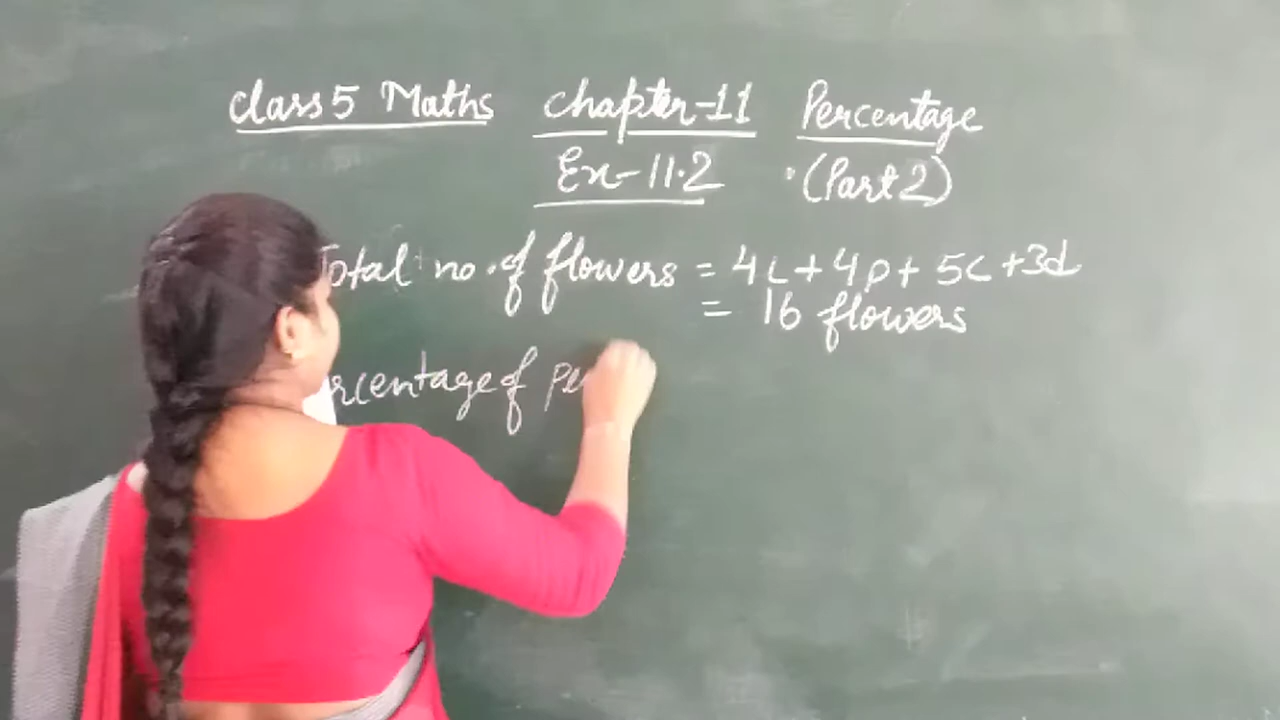 Class 5 Maths Chapter-11 Percentage
Ex-11.2 (Part 2)
Total no. of flowers = 4L + 4p + 5c + 3d
= 16 flowers
rcentage of pe